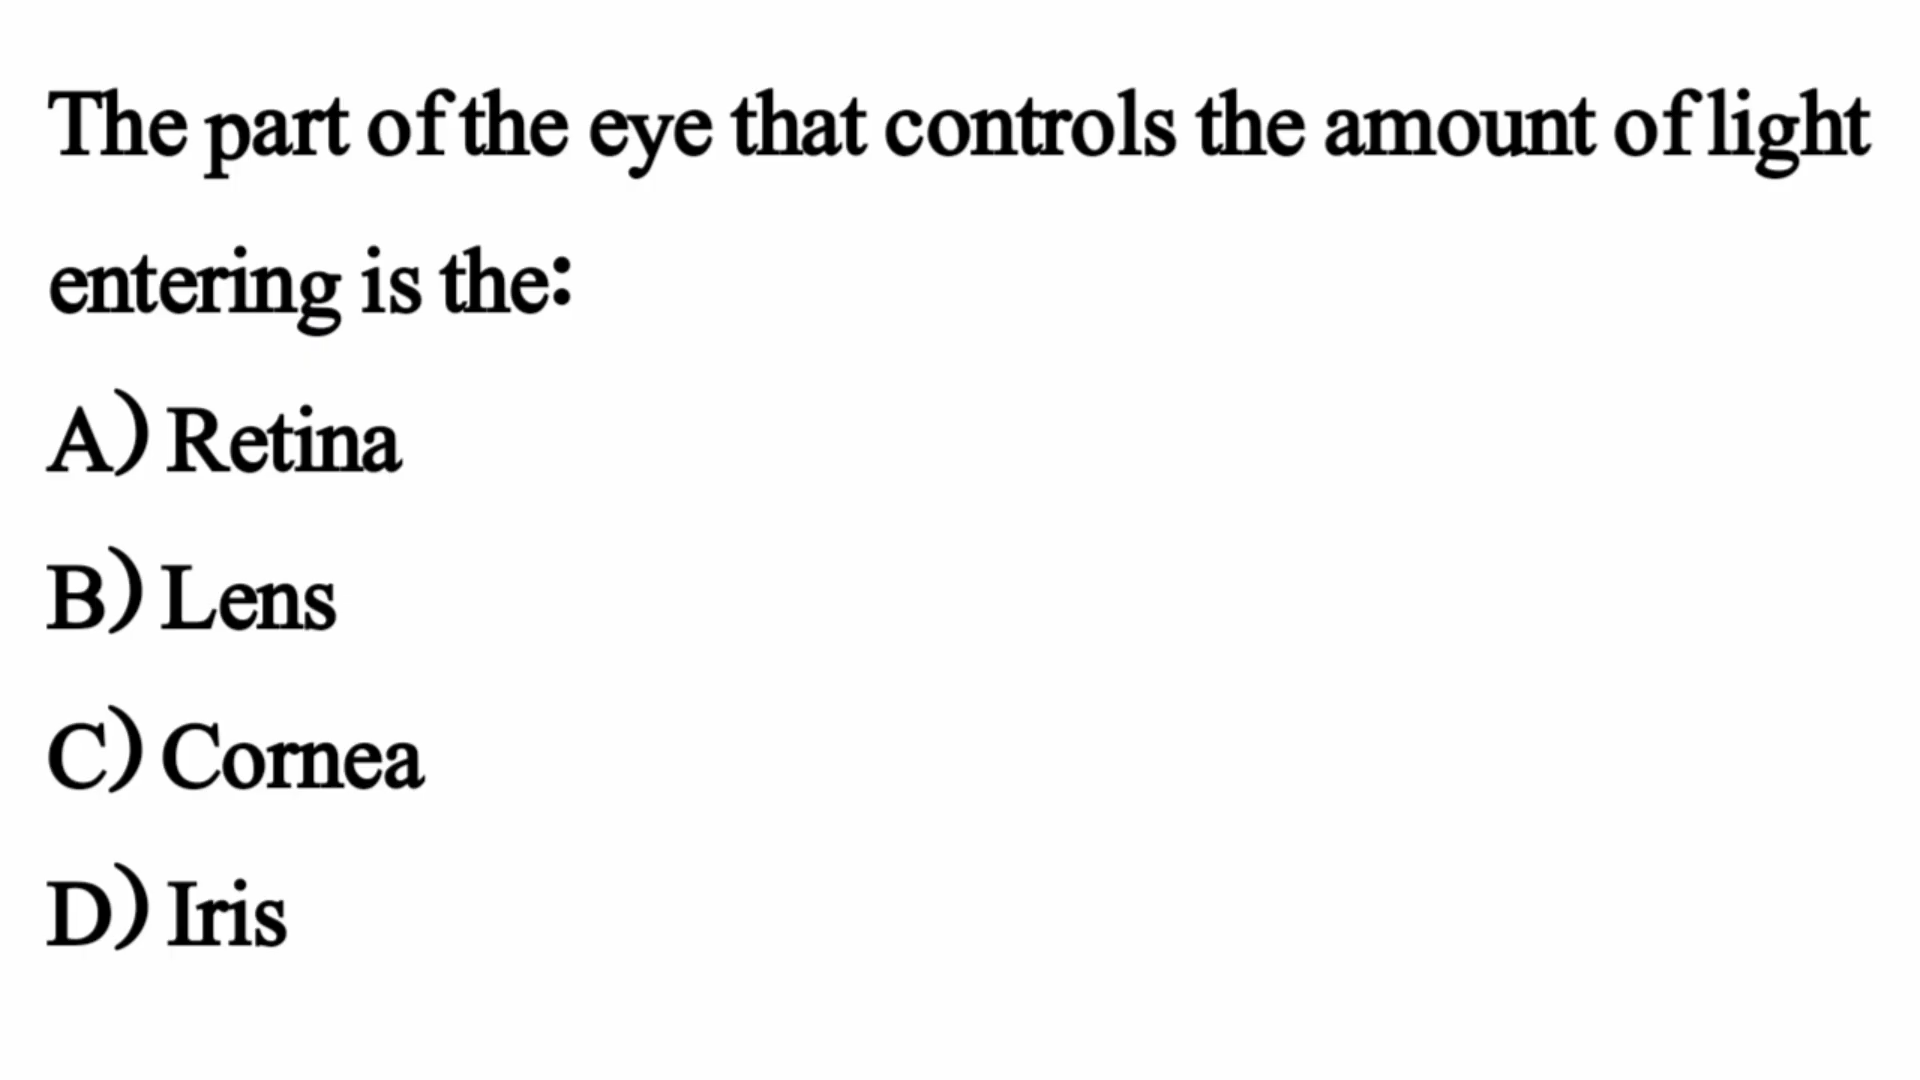 The part of the eye that controls the amount of light
entering is the:
A) Retina
B) Lens
C) Cornea
D) Iris